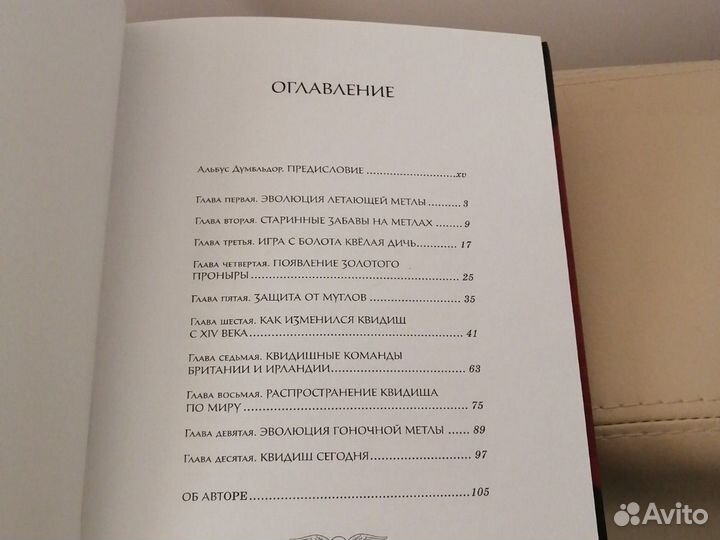 ОГЛАВЛЕНИЕ
Альбус Думбльдор. ПРЕДИСЛОВИЕ ........................ xv
Глава первая. ЭВОЛЮЦИЯ ЛЕТАЮЩЕЙ МЕТЛЫ ........ 3
Глава вторая. СТАРИННЫЕ ЗАБАВЫ НА МЕТЛАХ ....... 9
Глава третья. ИГРА С БОЛОТА КВЁЛАЯ ДИЧЬ......... 17
Глава четвертая. ПОЯВЛЕНИЕ ЗОЛОТОГО
ПРОНЫРЫ .................................................. 25
Глава пятая. ЗАЩИТА ОТ МУГЛОВ .................... 35
Глава шестая. КАК ИЗМЕНИЛСЯ КВИДИШ
С XIV ВЕКА .................................................. 41
Глава седьмая. КВИДИШНЫЕ КОМАНДЫ
БРИТАНИИ И ИРЛАНДИИ................................ 63
Глава восьмая. РАСПРОСТРАНЕНИЕ КВИДИША
ПО МИРУ .................................................... 75
Глава девятая. ЭВОЛЮЦИЯ ГОНОЧНОЙ МЕТЛЫ ...... 89
Глава десятая. КВИДИШ СЕГОДНЯ...................... 97
ОБ АВТОРЕ.................................................. 105
Avito